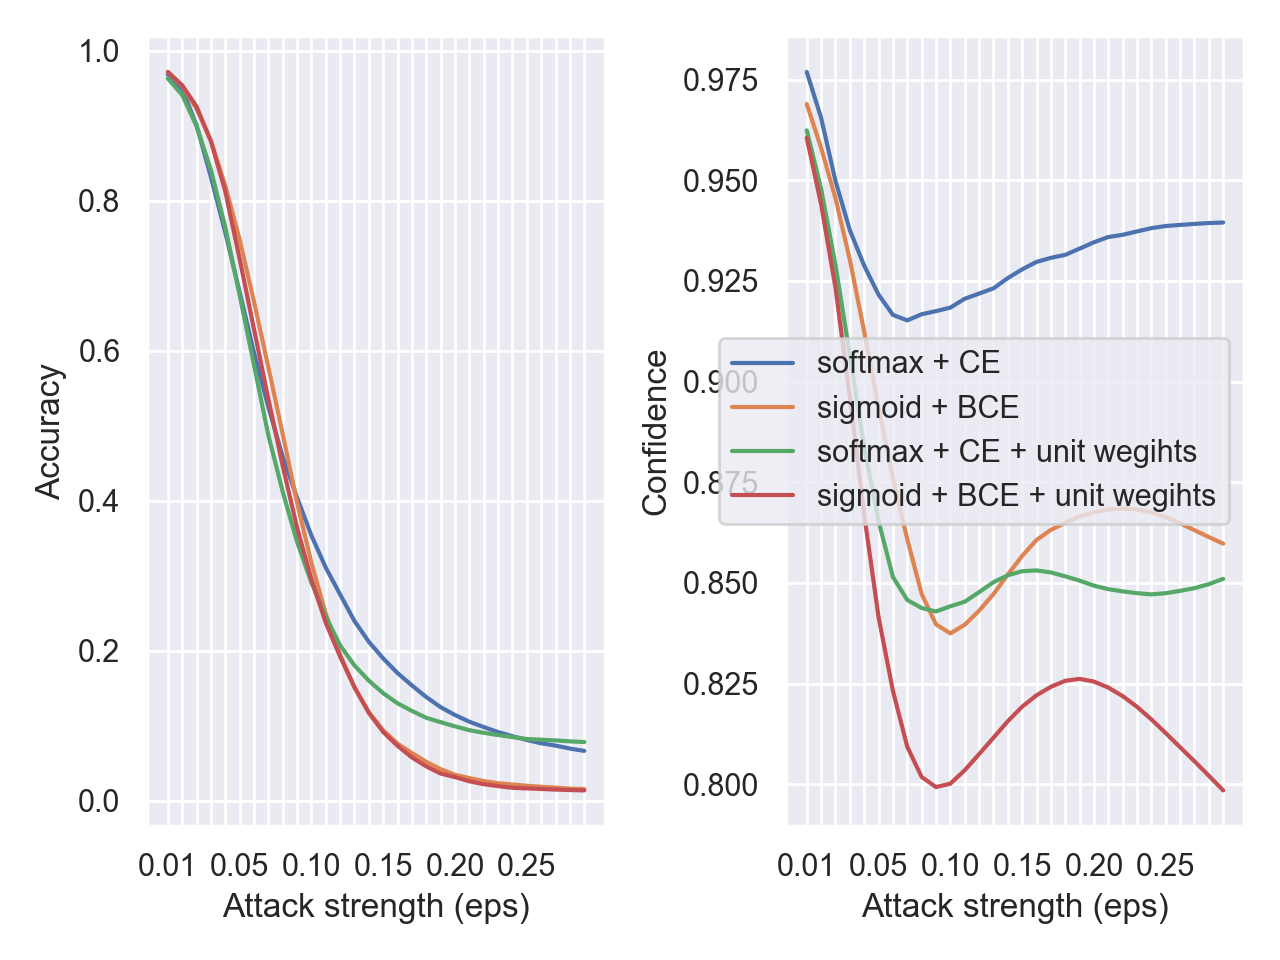 1.0
0.8
0.6
0.4
0.2
0.0
Accuracy
0.01 0.05 0.10 0.15 0.20 0.25
Attack strength (eps)
0.975
0.950
0.925
0.900
0.875
0.850
0.825
0.800
Confidence
softmax + CE
sigmoid + BCE
softmax + CE + unit wegihts
sigmoid + BCE + unit wegihts
0.01 0.05 0.10 0.15 0.20 0.25
Attack strength (eps)